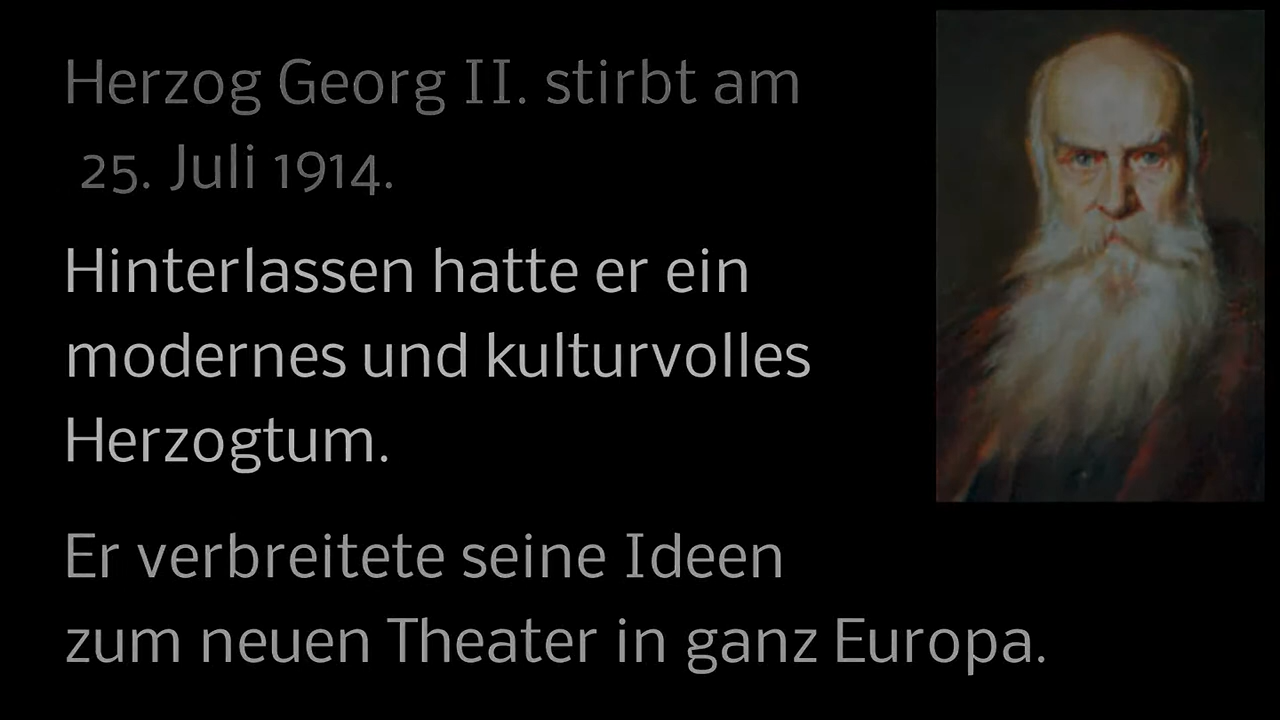 Herzog Georg II. stirbt am
25. Juli 1914.
Hinterlassen hatte er ein
modernes und kulturvolles
Herzogtum.
Er verbreitete seine Ideen
zum neuen Theater in ganz Europa.